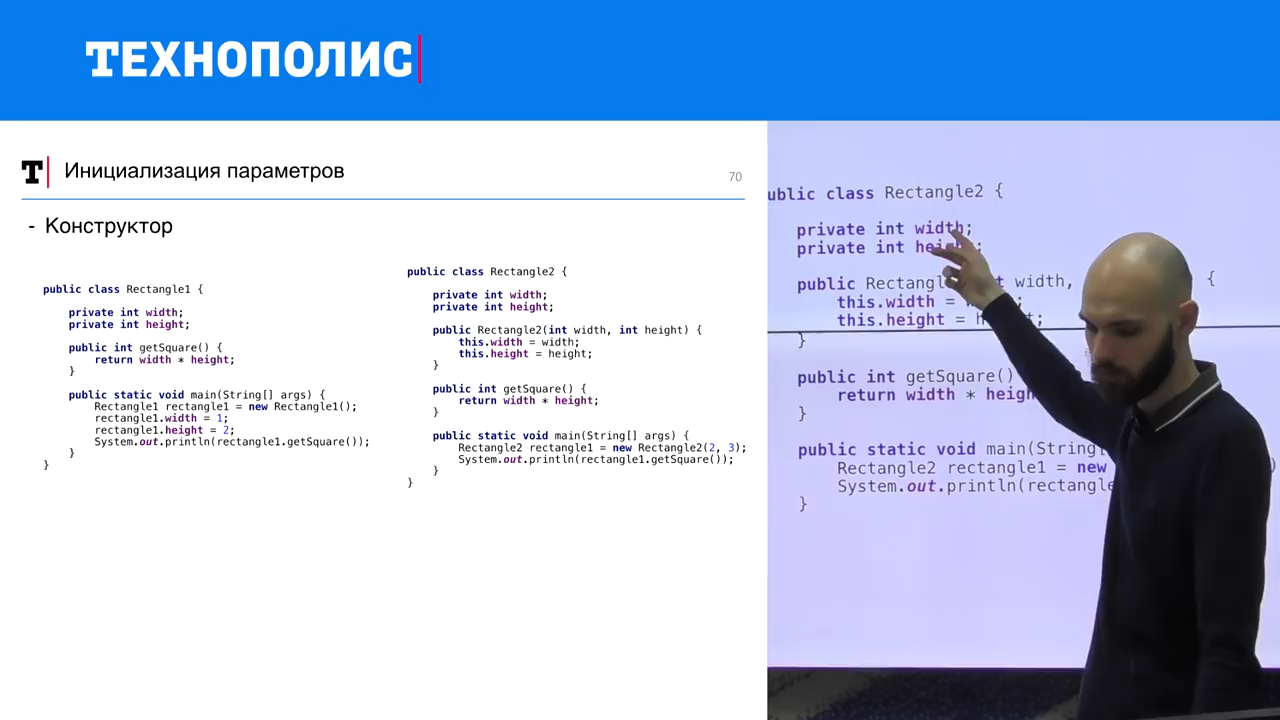 ТЕХНОПОЛИС
Т Инициализация параметров
70
- Конструктор
public class Rectangle1 {
private int width;
private int height;
public int getSquare() {
return width * height;
}
public static void main(String[] args) {
Rectangle1 rectangle1 = new Rectangle1();
rectangle1.width = 1;
rectangle1.height = 2;
System.out.println(rectangle1.getSquare());
}
}
public class Rectangle2 {
private int width;
private int height;
public Rectangle2(int width, int height) {
this.width = width;
this.height = height;
}
public int getSquare() {
return width * height;
}
public static void main(String[] args) {
Rectangle2 rectangle1 = new Rectangle2(2, 3);
System.out.println(rectangle1.getSquare());
}
}
ublic class Rectangle2 {
private int width;
private int height;
public Rectangl t width, {
this.width = w ;
this.height = h t;
}
public int getSquare()
return width * heigh
}
public static void main(String
Rectangle2 rectangle1 = new )
System.out.println(rectangle
}